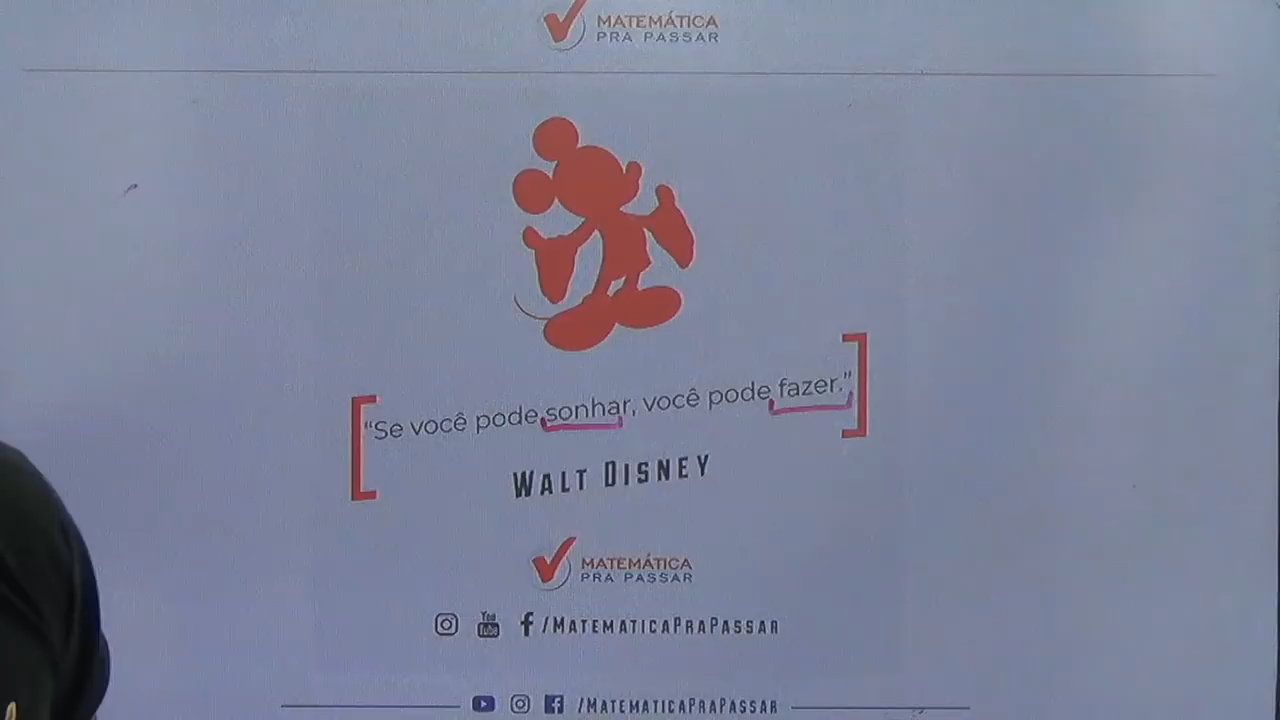 MATEMÁTICA
PRA PASSAR
“Se você pode sonhar, você pode fazer.”
WALT DISNEY
MATEMÁTICA
PRA PASSAR
You
Tube
/MATEMATICAPRAPASSAR
/MATEMATICAPRAPASSAR